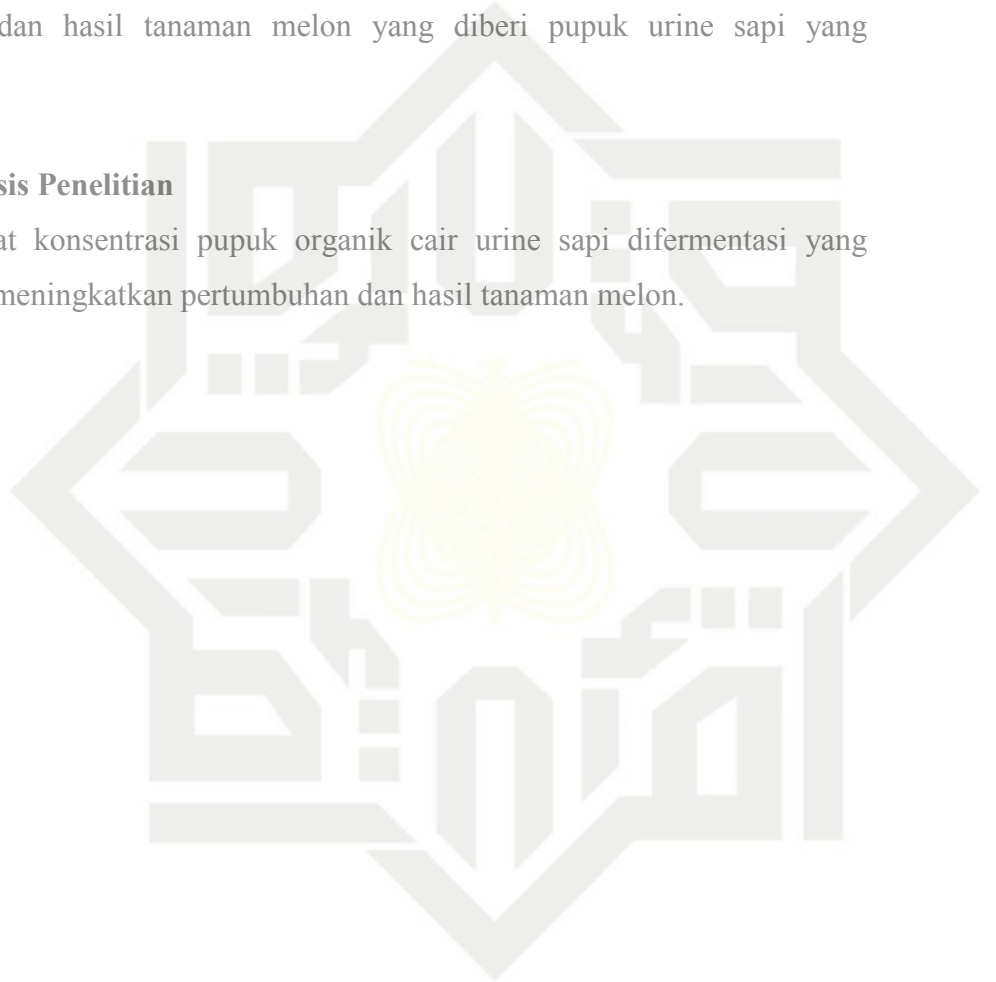 dan hasil tanaman melon yang diberi pupuk urine sapi yang
sis Penelitian
at konsentrasi pupuk organik cair urine sapi difermentasi yang
meningkatkan pertumbuhan dan hasil tanaman melon.